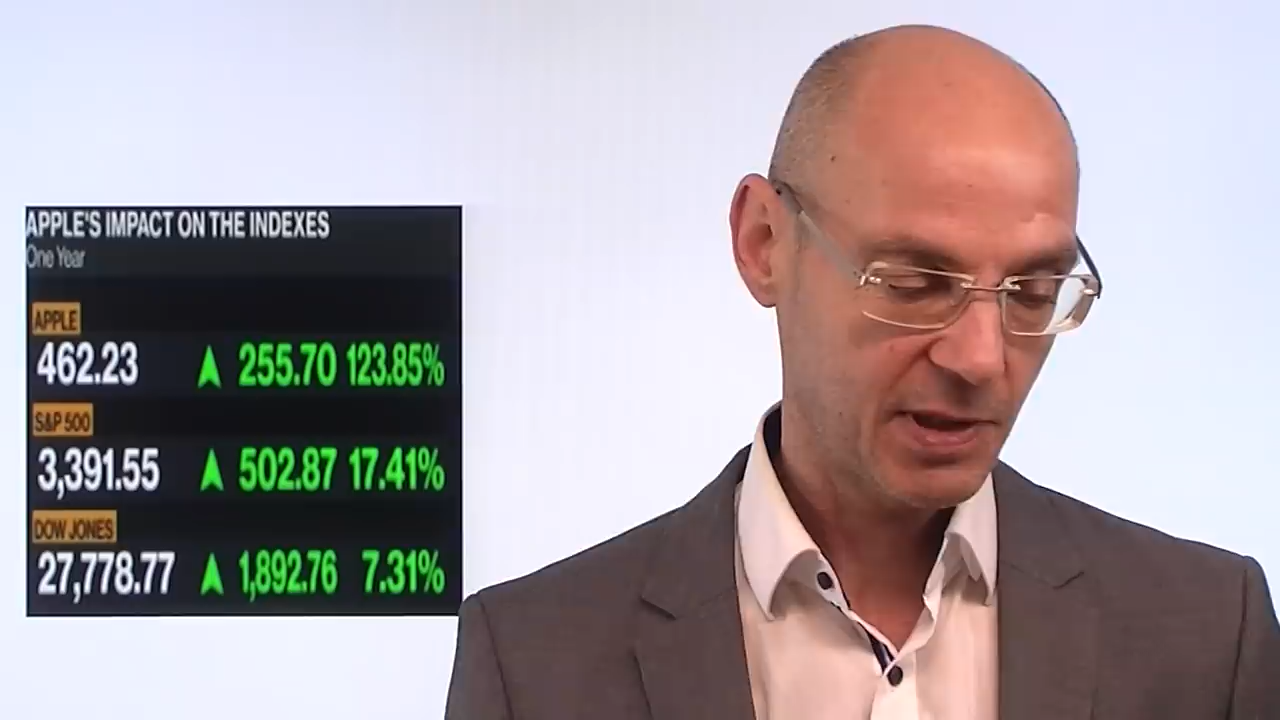 APPLE'S IMPACT ON THE INDEXES
One Year
APPLE
462.23 ▲ 255.70 123.85%
S&P 500
3,391.55 ▲ 502.87 17.41%
DOW JONES
27,778.77 ▲ 1,892.76 7.31%